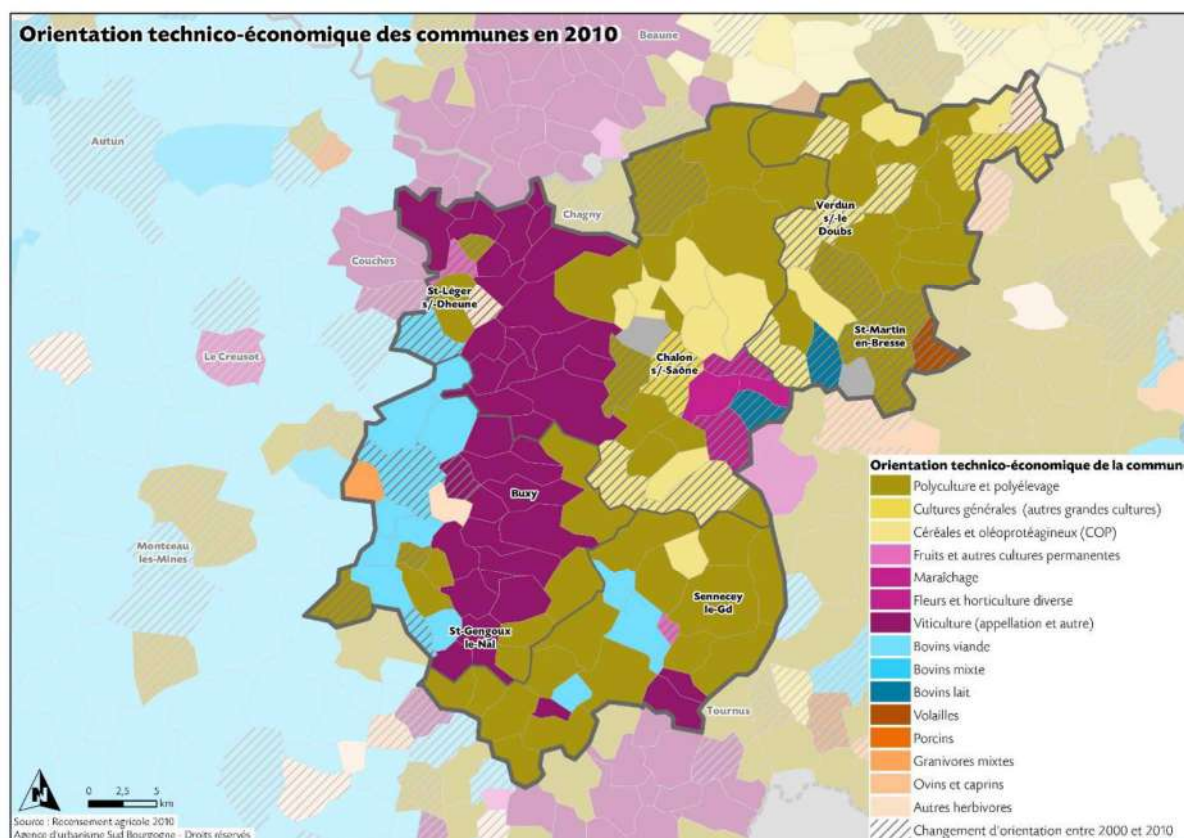 Orientation technico-économique des communes en 2010
Beaune
Autun
Chagny
Verdun
s/-le
Doubs
Couches
St-Léger
s/-Dheune
Le Creusot
St-Martin
en-Bresse
Chalon
s/-Saône
Buxy
Montceau
les-Mines
Sennecey
le-Gd
St-Gengoux
le-Nal
Tournus
Orientation technico-économique de la commune
Polyculture et polyélevage
Cultures générales (autres grandes cultures)
Céréales et oléoprotéagineux (COP)
Fruits et autres cultures permanentes
Maraîchage
Fleurs et horticulture diverse
Viticulture (appellation et autre)
Bovins viande
Bovins mixte
Bovins lait
Volailles
Porcins
Granivores mixtes
Ovins et caprins
Autres herbivores
Changement d'orientation entre 2000 et 2010
N
0 2,5 5
km
Source : Recensement agricole 2010
Agence d'urbanisme Sud Bourgogne - Droits réservés